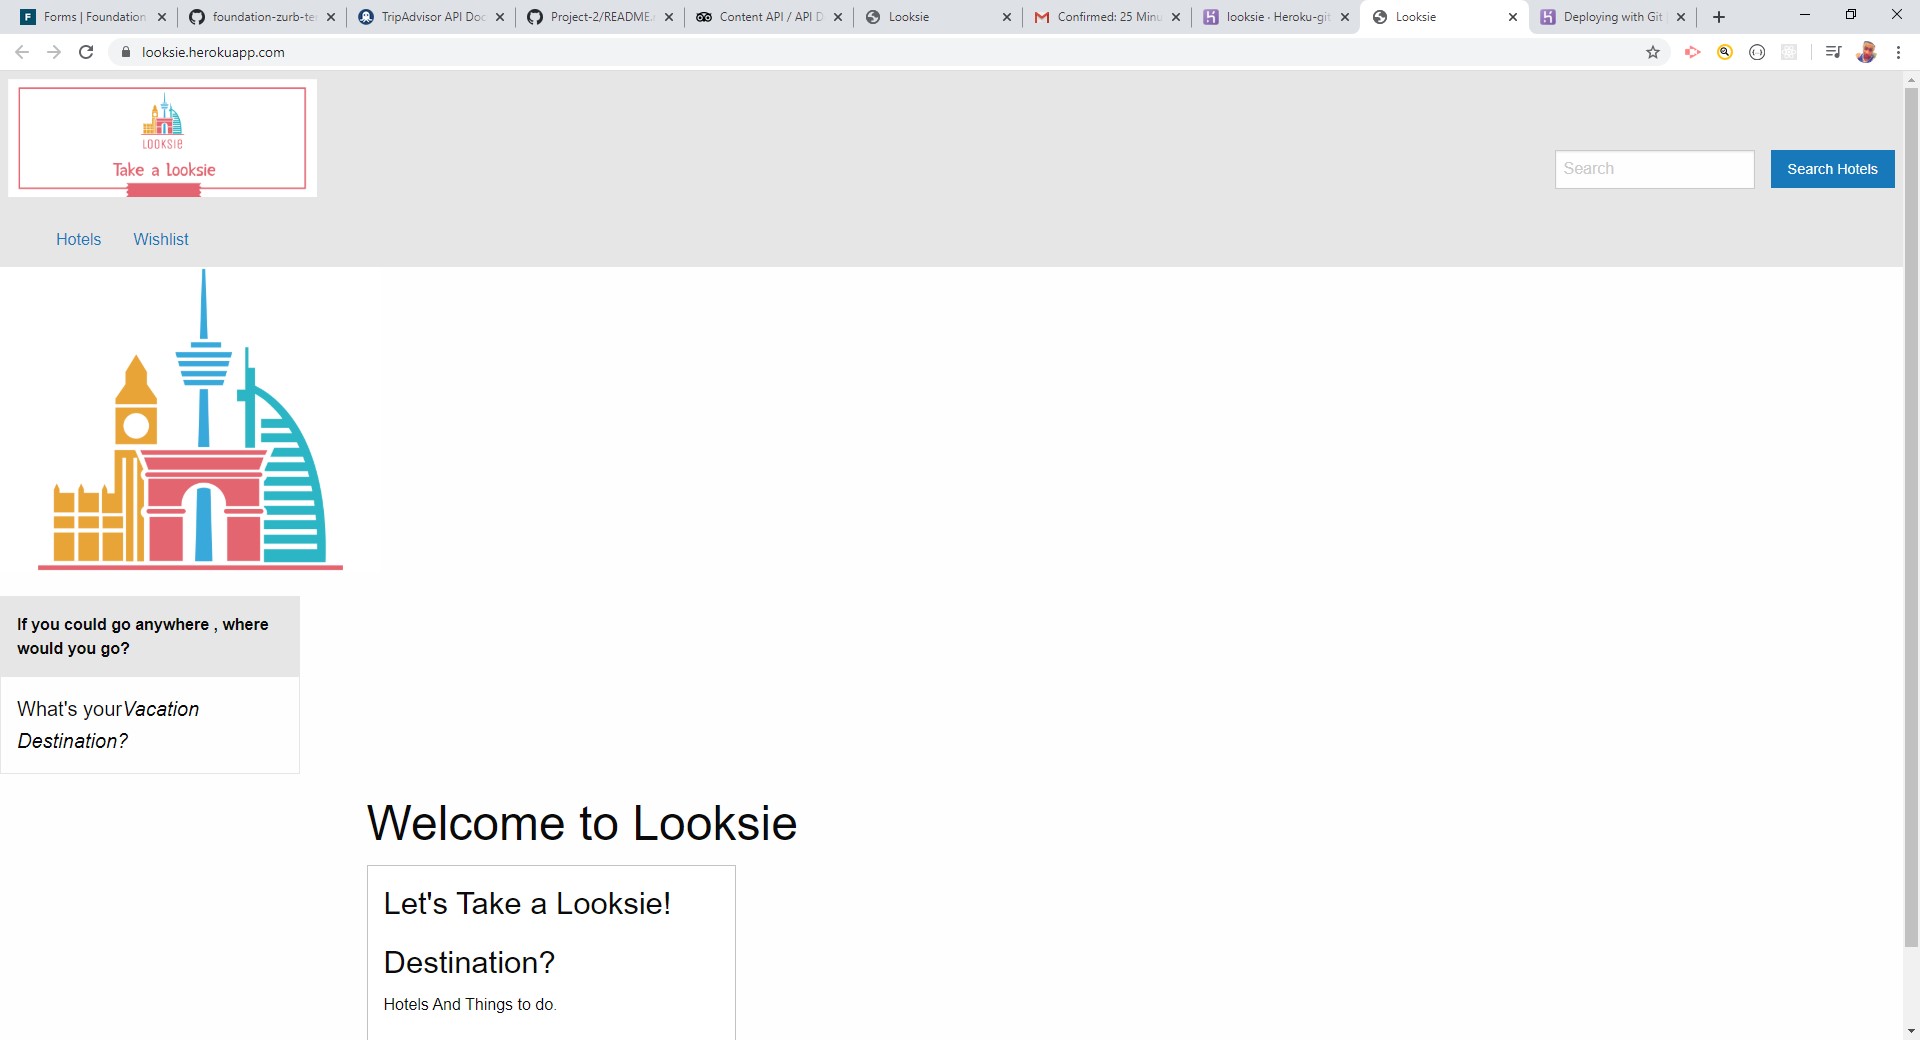 Forms | Foundation
foundation-zurb-te
TripAdvisor API Doc
Project-2/README.
Content API / API D
Looksie
Confirmed: 25 Minu
looksie · Heroku-git
Looksie
Deploying with Git
looksie.herokuapp.com
LOOKSIE
Take a looksie
Search
Search Hotels
Hotels
Wishlist
If you could go anywhere , where
would you go?
What's yourVacation
Destination?
Welcome to Looksie
Let's Take a Looksie!
Destination?
Hotels And Things to do.